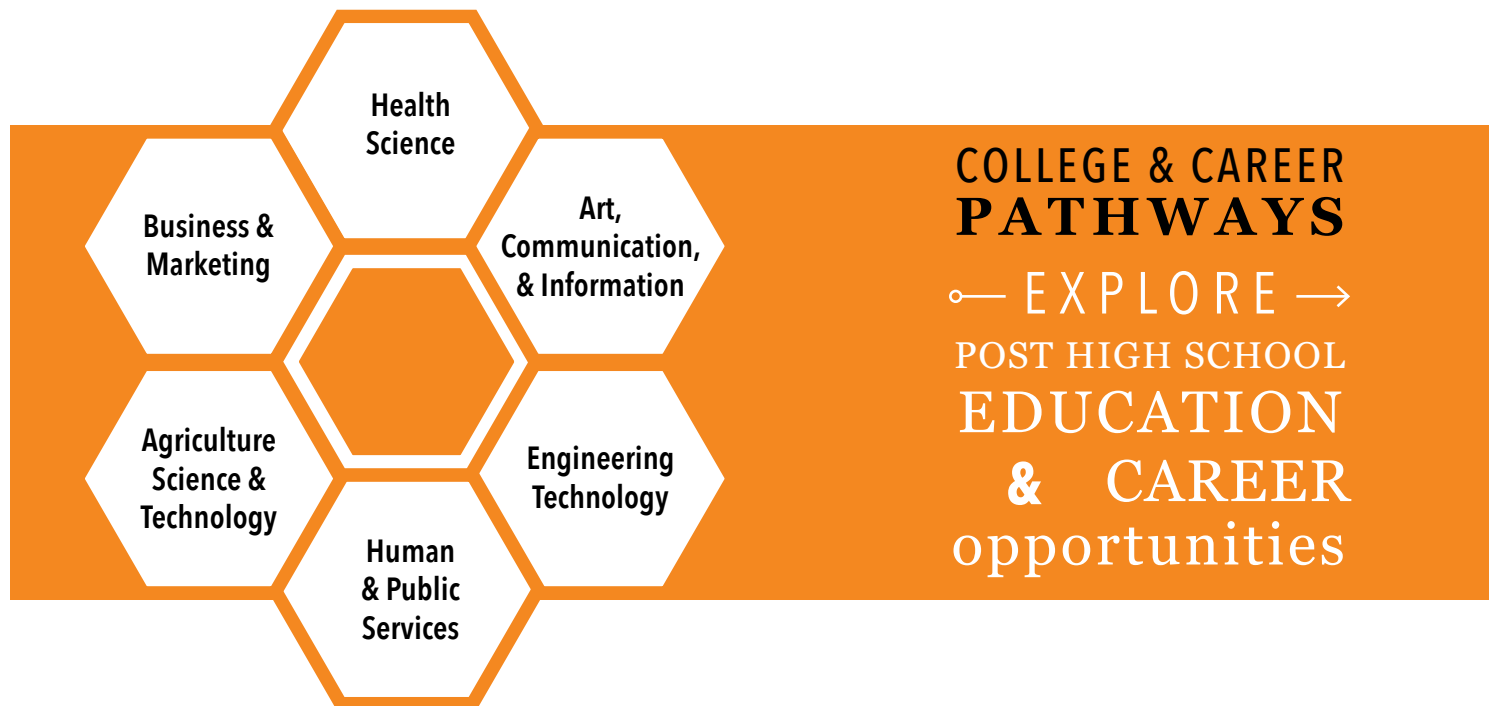 Health
Science
Business &
Marketing
Art,
Communication,
& Information
Agriculture
Science &
Technology
Engineering
Technology
Human
& Public
Services
COLLEGE & CAREER
PATHWAYS
EXPLORE
POST HIGH SCHOOL
EDUCATION
& CAREER
opportunities